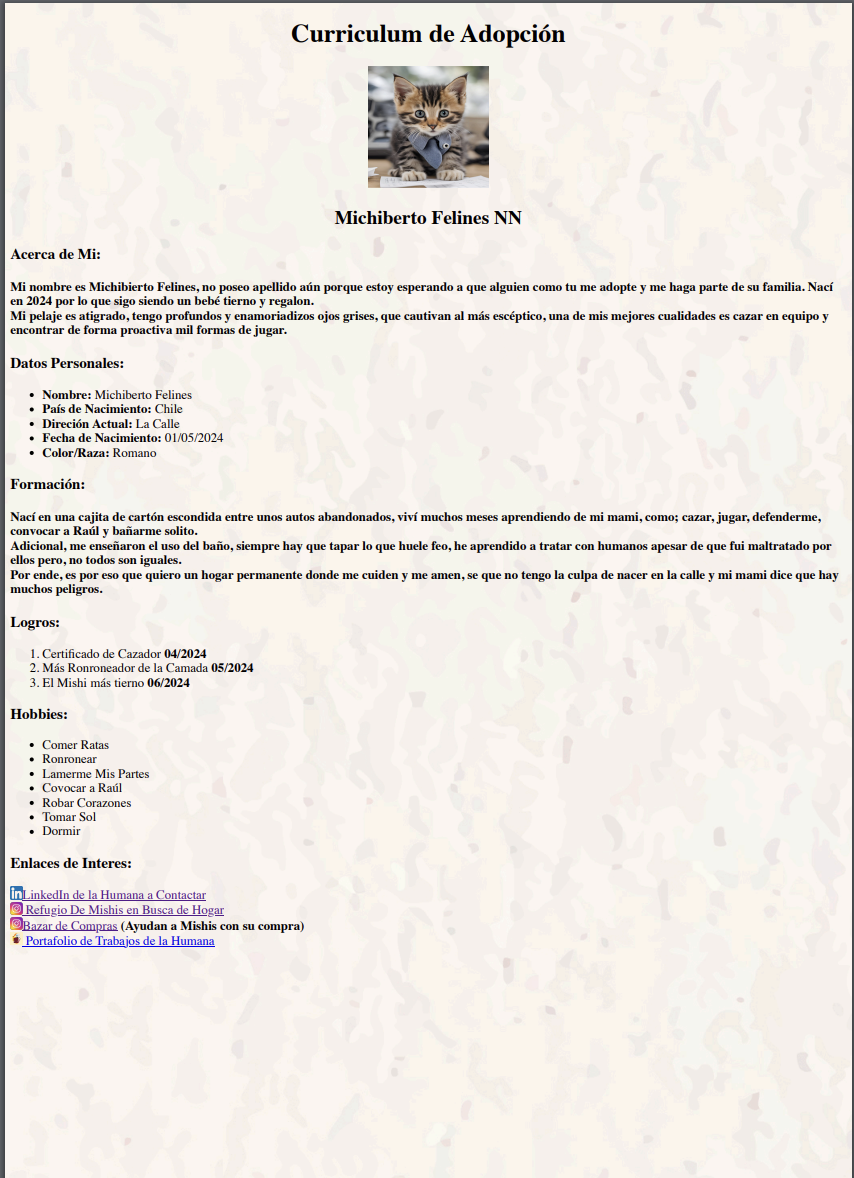 Curriculum de Adopción
Michiberto Felines NN
Acerca de Mi:
Mi nombre es Michibierto Felines, no poseo apellido aún porque estoy esperando a que alguien como tu me adopte y me haga parte de su familia. Nací
en 2024 por lo que sigo siendo un bebé tierno y regalon.
Mi pelaje es atigrado, tengo profundos y enamoriadizos ojos grises, que cautivan al más escéptico, una de mis mejores cualidades es cazar en equipo y
encontrar de forma proactiva mil formas de jugar.
Datos Personales:
• Nombre: Michiberto Felines
• País de Nacimiento: Chile
• Direción Actual: La Calle
• Fecha de Nacimiento: 01/05/2024
• Color/Raza: Romano
Formación:
Nací en una cajita de cartón escondida entre unos autos abandonados, viví muchos meses aprendiendo de mi mami, como; cazar, jugar, defenderme,
convocar a Raúl y bañarme solito.
Adicional, me enseñaron el uso del baño, siempre hay que tapar lo que huele feo, he aprendido a tratar con humanos apesar de que fui maltratado por
ellos pero, no todos son iguales.
Por ende, es por eso que quiero un hogar permanente donde me cuiden y me amen, se que no tengo la culpa de nacer en la calle y mi mami dice que hay
muchos peligros.
Logros:
1. Certificado de Cazador 04/2024
2. Más Ronroneador de la Camada 05/2024
3. El Mishi más tierno 06/2024
Hobbies:
• Comer Ratas
• Ronronear
• Lamerme Mis Partes
• Covocar a Raúl
• Robar Corazones
• Tomar Sol
• Dormir
Enlaces de Interes:
in LinkedIn de la Humana a Contactar
Refugio De Mishis en Busca de Hogar
Bazar de Compras (Ayudan a Mishis con su compra)
Portafolio de Trabajos de la Humana